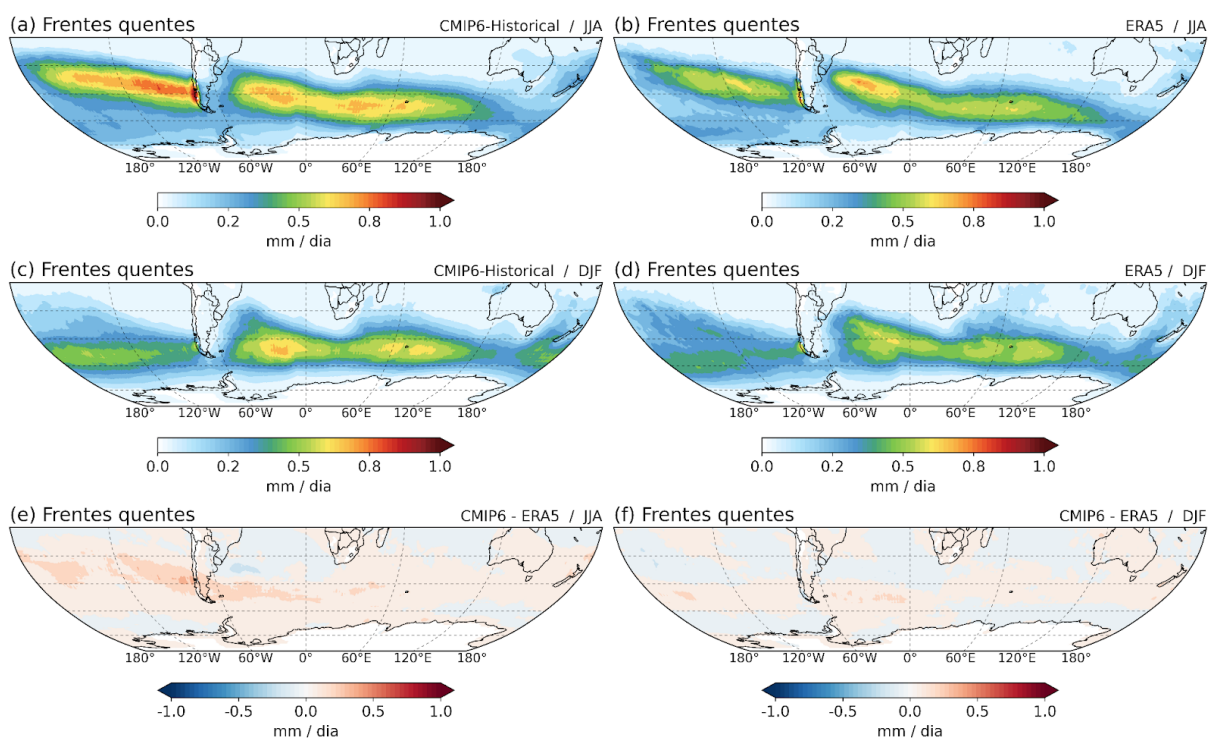 (a) Frentes quentes CMIP6-Historical / JJA
180° 120°W 60°W 0° 60°E 120°E 180°
0.0 0.2 0.5 0.8 1.0
mm / dia
(b) Frentes quentes ERA5 / JJA
180° 120°W 60°W 0° 60°E 120°E 180°
0.0 0.2 0.5 0.8 1.0
mm / dia
(c) Frentes quentes CMIP6-Historical / DJF
180° 120°W 60°W 0° 60°E 120°E 180°
0.0 0.2 0.5 0.8 1.0
mm / dia
(d) Frentes quentes ERA5 / DJF
180° 120°W 60°W 0° 60°E 120°E 180°
0.0 0.2 0.5 0.8 1.0
mm / dia
(e) Frentes quentes CMIP6 - ERA5 / JJA
180° 120°W 60°W 0° 60°E 120°E 180°
-1.0 -0.5 0.0 0.5 1.0
mm / dia
(f) Frentes quentes CMIP6 - ERA5 / DJF
180° 120°W 60°W 0° 60°E 120°E 180°
-1.0 -0.5 0.0 0.5 1.0
mm / dia